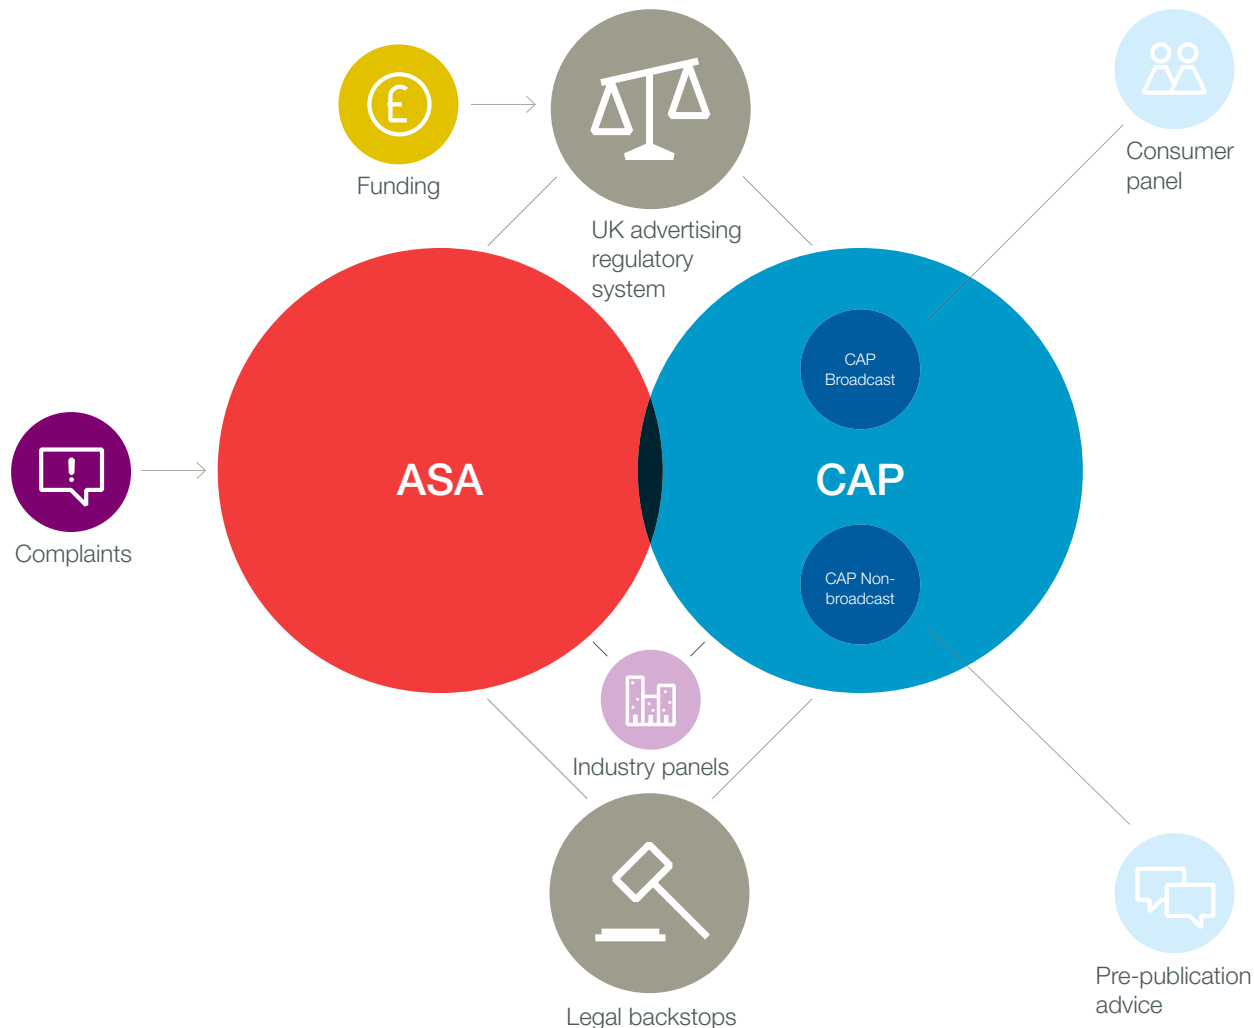 £
Funding
UK advertising
regulatory
system
Consumer
panel
CAP
Broadcast
ASA
CAP
!
Complaints
CAP Non-
broadcast
Industry panels
Legal backstops
Pre-publication
advice